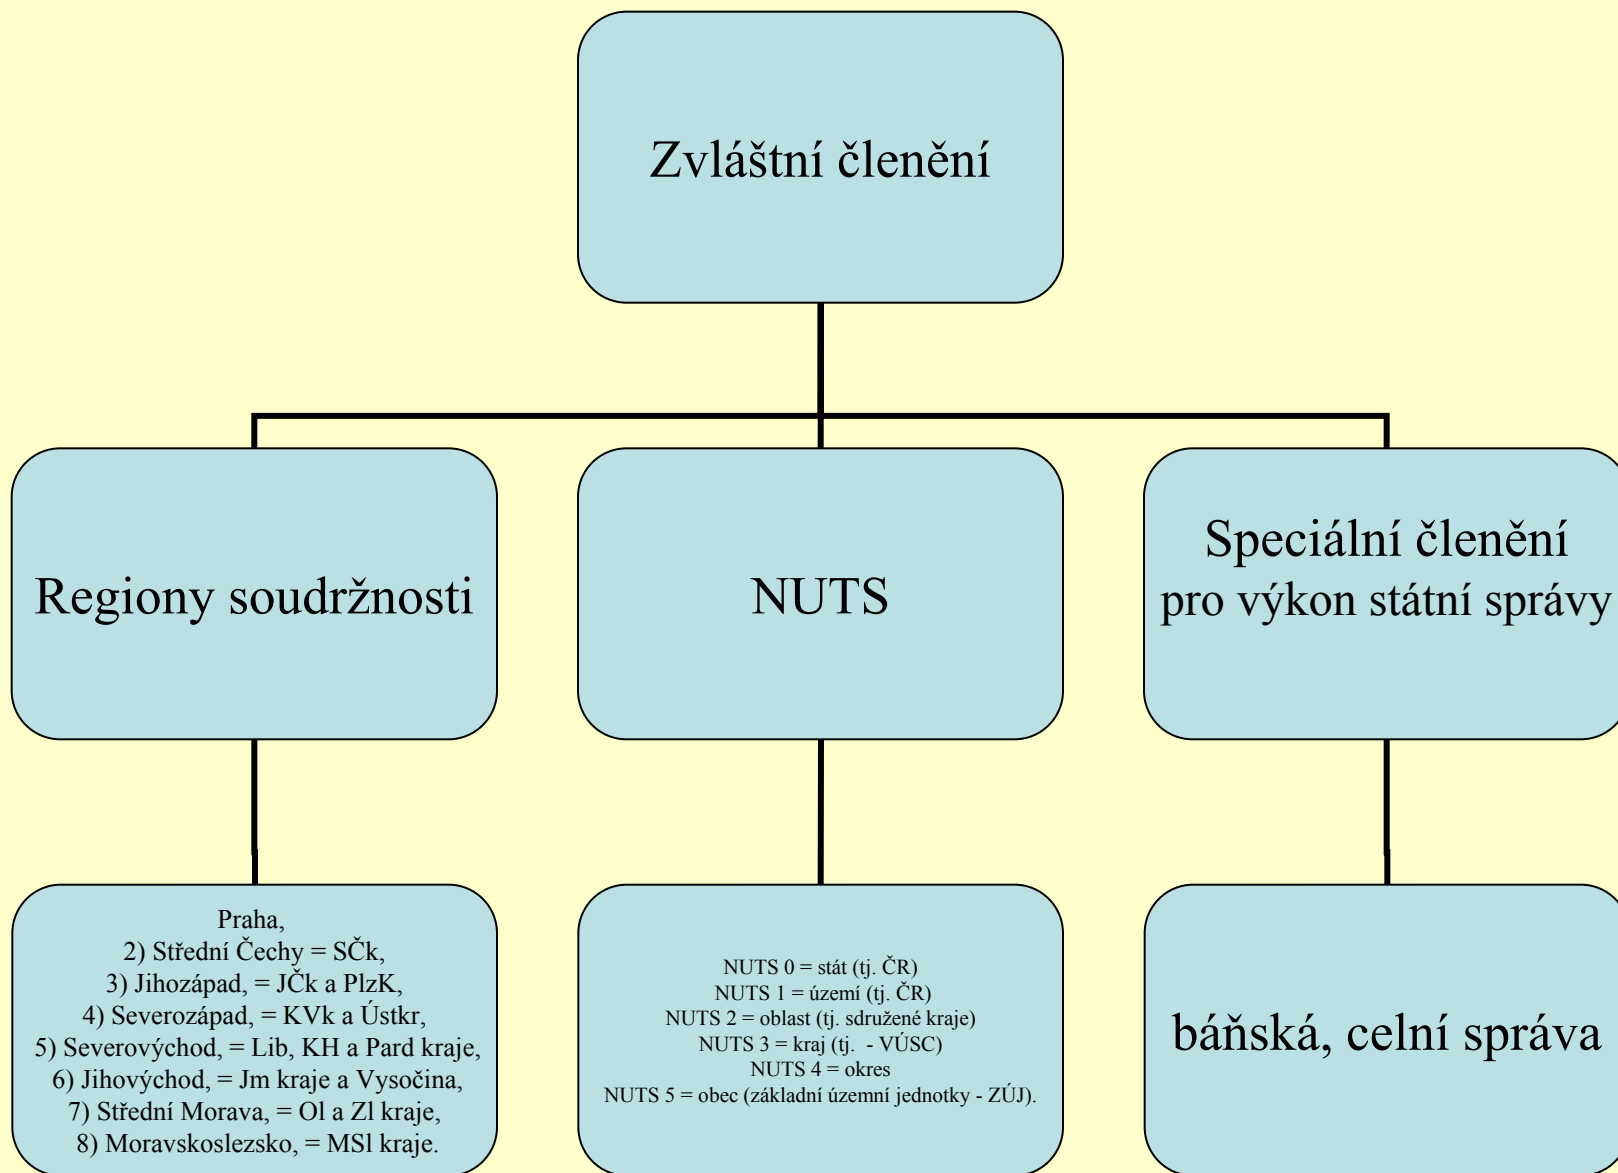 Zvláštní členění
Regiony soudržnosti
NUTS
Speciální členění
pro výkon státní správy
Praha,
2) Střední Čechy = SČk,
3) Jihozápad, = JČk a PlzK,
4) Severozápad, = KVk a Ústkr,
5) Severovýchod, = Lib, KH a Pard kraje,
6) Jihovýchod, = Jm kraje a Vysočina,
7) Střední Morava, = Ol a Zl kraje,
8) Moravskoslezsko, = MSl kraje.
NUTS 0 = stát (tj. ČR)
NUTS 1 = území (tj. ČR)
NUTS 2 = oblast (tj. sdružené kraje)
NUTS 3 = kraj (tj.  - VÚSC)
NUTS 4 = okres
NUTS 5 = obec (základní územní jednotky - ZÚJ).
báňská, celní správa